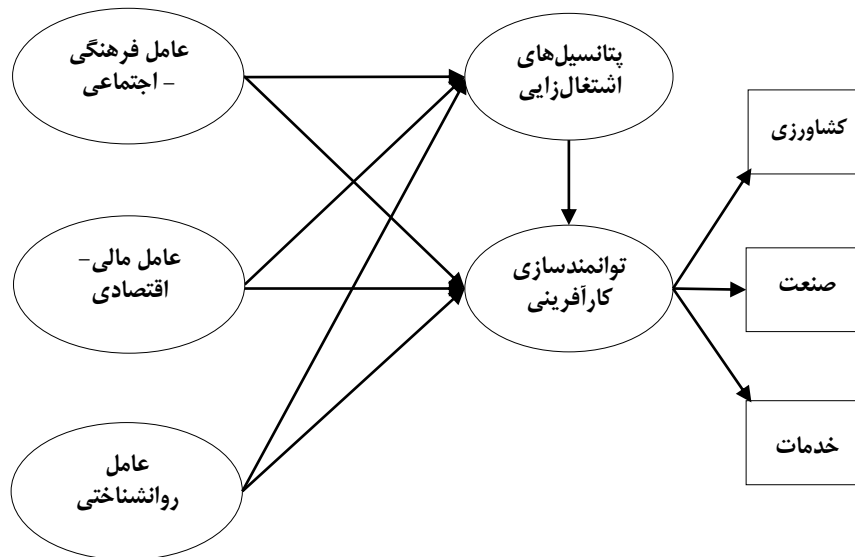 عامل فرهنگی
– اجتماعی
پتانسیل‌های
اشتغال‌زایی
کشاورزی
عامل مالی–
اقتصادی
توانمندسازی
کارآفرینی
صنعت
عامل
روانشناختی
خدمات